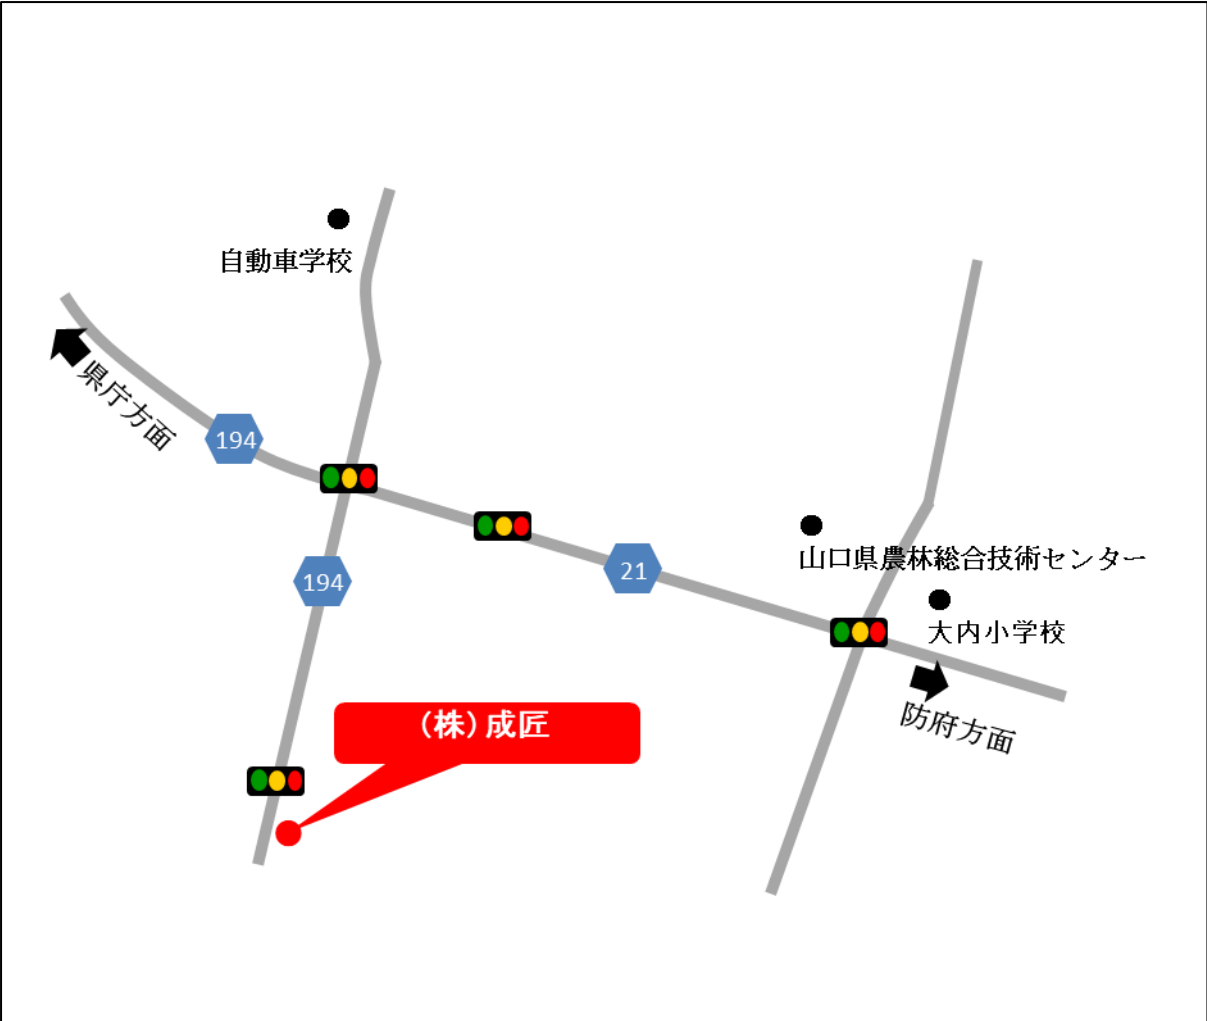 自動車学校
県庁方面
194
194
21
山口県農林総合技術センター
大内小学校
防府方面
(株)成匠